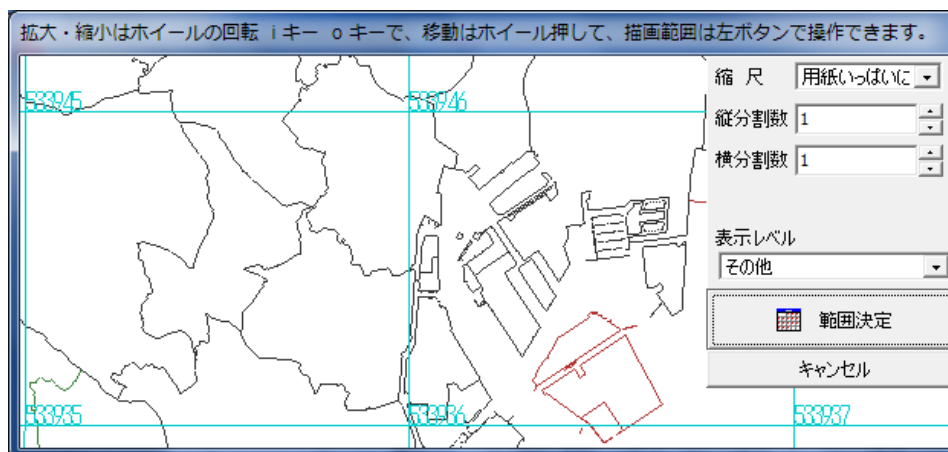 拡大・縮小はホイールの回転 iキー oキーで、移動はホイール押して、描画範囲は左ボタンで操作できます。
533945
533946
縮 尺 用紙いっぱいに
縦分割数 1
横分割数 1
表示レベル
その他
範囲決定
キャンセル
533935
533936
533937